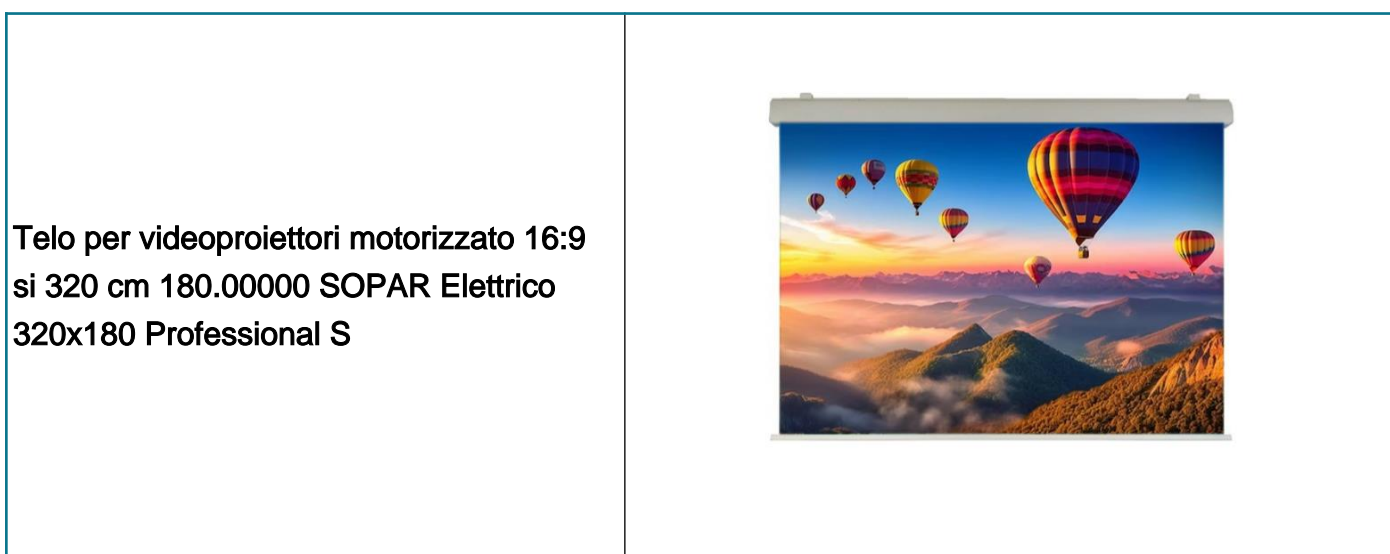 Telo per videoproiettori motorizzato 16:9
si 320 cm 180.00000 SOPAR Elettrico
320x180 Professional S